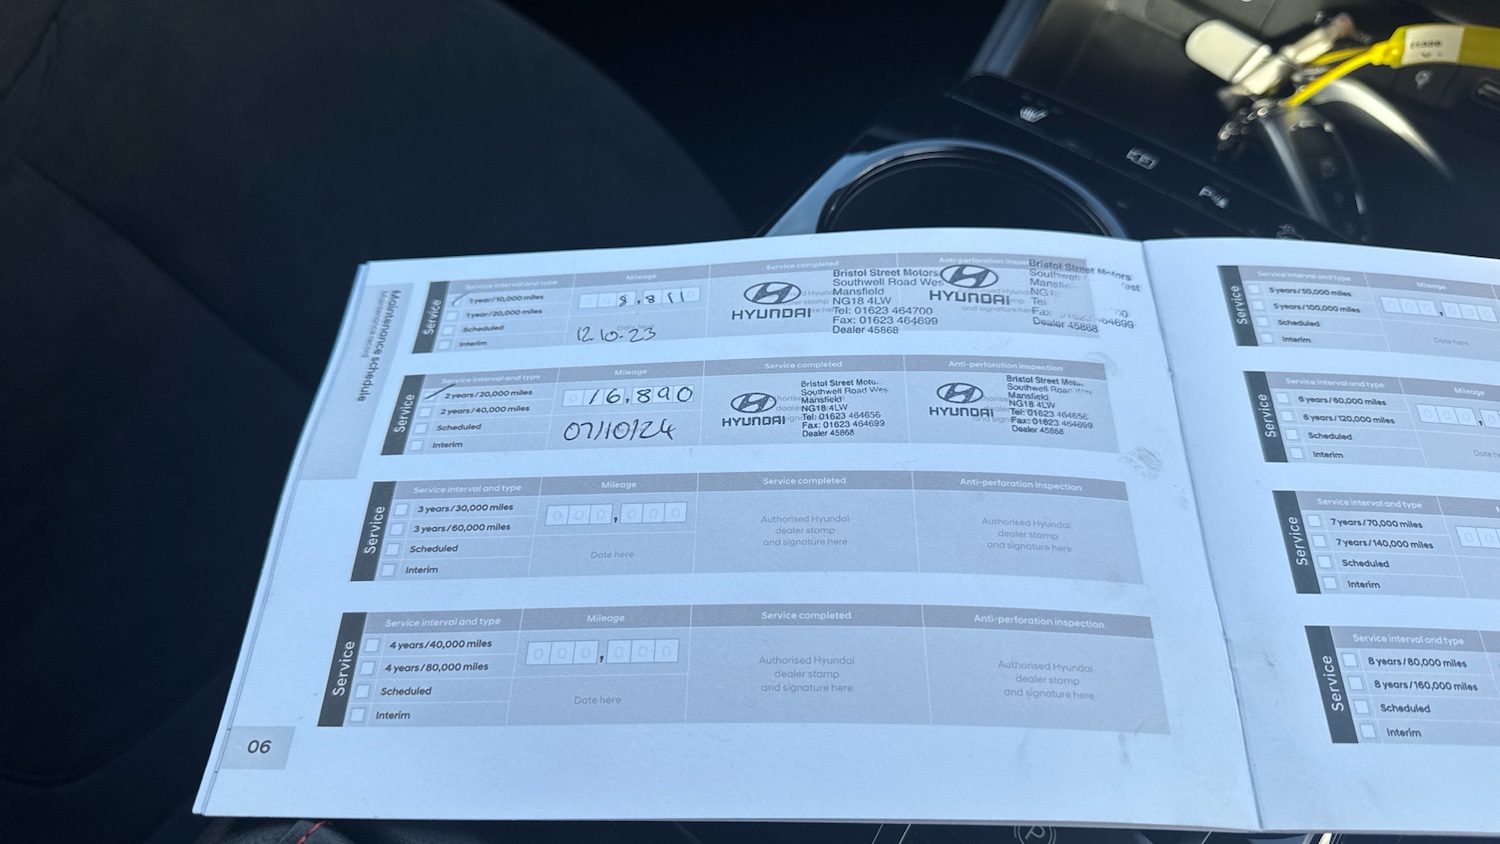 Maintenance schedule
Maintenance record
Service
Service interval and type
Mileage
Service completed
Anti-perforation
1 year/10,000 miles
1 year/20,000 miles
Scheduled
Interim
8,811
12 10-23
HYUNDAI
Bristol Street Motors
Southwell Road Wes
Mansfield
NG18 4LW
Tel: 01623 464700
Fax: 01623 464699
Dealer 45868
HYUNDAI
Bristol Street Motors
Dealer 45868
Service
Service interval and type
Mileage
Service completed
Anti-perforation inspection
2 years/20,000 miles
2 years/40,000 miles
Scheduled
Interim
16,890
07/10/24
HYUNDAI
Bristol Street
Southwell Road Wes
Mansfield
NG18 4LW
Tel: 01623 464656
Fax: 01623 464699
Dealer 45868
HYUNDAI
Bristol Street
Southwell
Mansfield
NG18 4LW
Tel: 01623 464656
Fax: 01623 464699
Dealer 45868
Service
Service interval and type
Mileage
Service completed
Anti-perforation inspection
3 years/30,000 miles
3 years/60,000 miles
Scheduled
Interim
000,000
Date here
Authorised Hyundai
dealer stamp
and signature here
Authorised Hyundai
dealer stamp
and signature here
Service
Service interval and type
Mileage
Service completed
Anti-perforation inspection
4 years/40,000 miles
4 years/80,000 miles
Scheduled
Interim
000,000
Date here
Authorised Hyundai
dealer stamp
and signature here
Authorised Hyundai
dealer stamp
and signature here
06
Service
Service interval and type
Mileage
5 years/50,000 miles
5 years/100,000 miles
Scheduled
Interim
000,000
Date here
Service
Service interval and type
Mileage
6 years/60,000 miles
6 years/120,000 miles
Scheduled
Interim
000,
Date
Service
Service interval and type
7 years/70,000 miles
7 years/140,000 miles
Scheduled
Interim
Service
Service interval and type
8 years/80,000 miles
8 years/160,000 miles
Scheduled
Interim
P